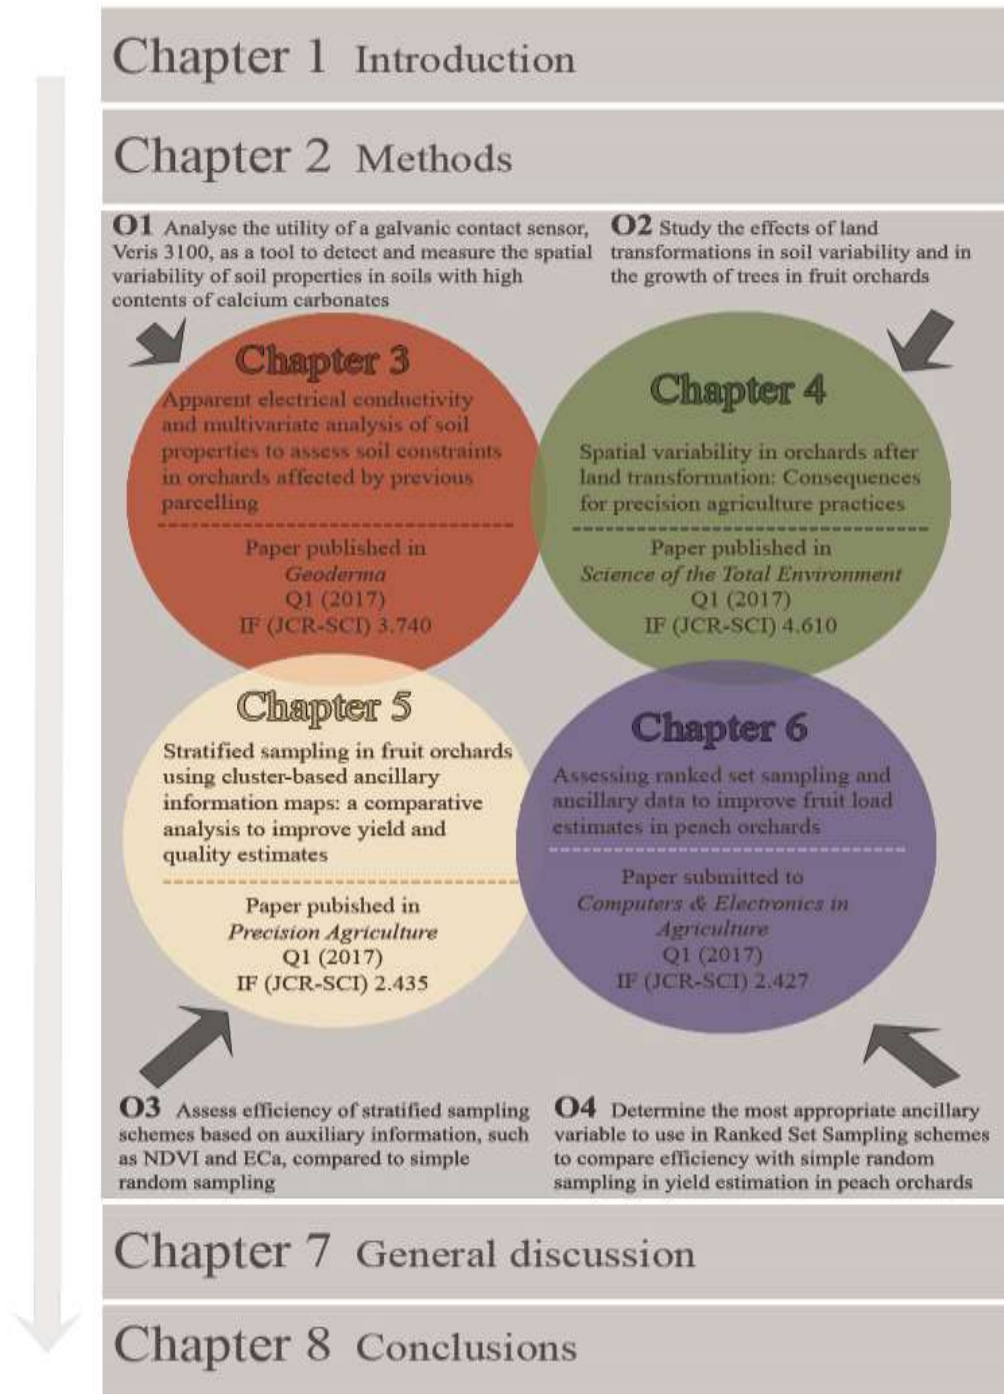 Chapter 1 Introduction
Chapter 2 Methods
O1 Analyse the utility of a galvanic contact sensor,
Veris 3100, as a tool to detect and measure the spatial
variability of soil properties in soils with high
contents of calcium carbonates
O2 Study the effects of land
transformations in soil variability and in
the growth of trees in fruit orchards
Chapter 3
Apparent electrical conductivity
and multivariate analysis of soil
properties to assess soil constraints
in orchards affected by previous
parcelling
Paper published in
Geoderma
Q1 (2017)
IF (JCR-SCI) 3.740
Chapter 4
Spatial variability in orchards after
land transformation: Consequences
for precision agriculture practices
Paper published in
Science of the Total Environment
Q1 (2017)
IF (JCR-SCI) 4.610
Chapter 5
Stratified sampling in fruit orchards
using cluster-based ancillary
information maps: a comparative
analysis to improve yield and
quality estimates
Paper pubished in
Precision Agriculture
Q1 (2017)
IF (JCR-SCI) 2.435
Chapter 6
Assessing ranked set sampling and
ancillary data to improve fruit load
estimates in peach orchards
Paper submitted to
Computers & Electronics in
Agriculture
Q1 (2017)
IF (JCR-SCI) 2.427
O3 Assess efficiency of stratified sampling
schemes based on auxiliary information, such
as NDVI and ECa, compared to simple
random sampling
O4 Determine the most appropriate ancillary
variable to use in Ranked Set Sampling schemes
to compare efficiency with simple random
sampling in yield estimation in peach orchards
Chapter 7 General discussion
Chapter 8 Conclusions